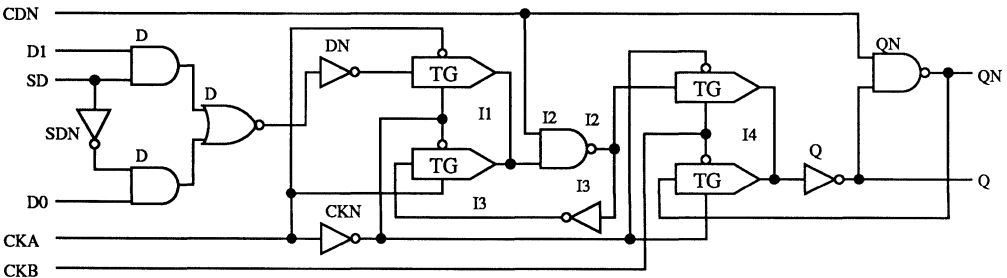 CDN
D
DN
QN
D1
TG
TG
QN
SD
D
I1
I2
I2
I4
SDN
D
TG
TG
Q
Q
I3
D0
I3
CKN
CKA
CKB